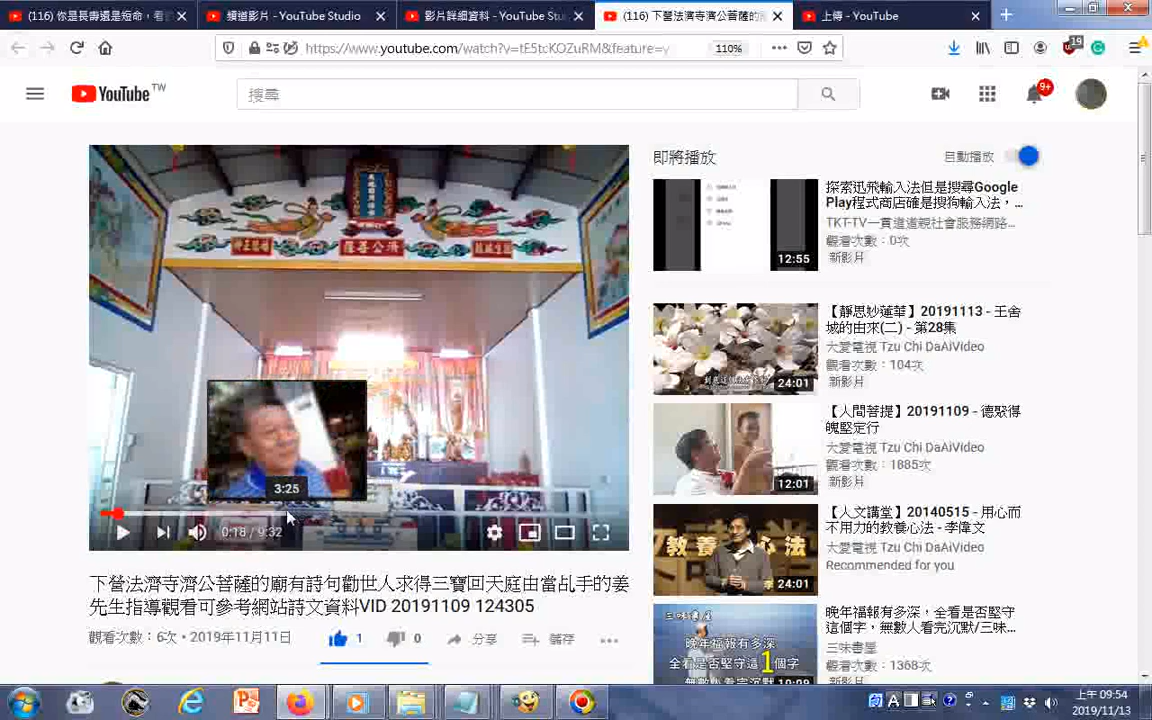 (116) 你是長壽還是短命，看
頻道影片 - YouTube Studio
影片詳細資料 - YouTube Stu
(116) 下營法濟寺濟公菩薩的
上傳 - YouTube
https://www.youtube.com/watch?v=tE5tcKOZuRM&feature=y
110%
19
YouTube TW
搜尋
9+
即將播放
自動播放
12:55
探索迅飛輸入法但是搜尋Google
Play程式商店確是搜狗輸入法，...
TKT-TV一貫道道親社會服務網路...
觀看次數：0次
新影片
24:01
【靜思妙蓮華】20191113 - 王舍
城的由來(二) - 第28集
大愛電視 Tzu Chi DaAiVideo
觀看次數：104次
新影片
12:01
【人間菩提】20191109 - 德聚得
魄堅定行
大愛電視 Tzu Chi DaAiVideo
觀看次數：1885次
新影片
教養心法
24:01
【人文講堂】20140515 - 用心而
不用力的教養心法 - 李偉文
大愛電視 Tzu Chi DaAiVideo
Recommended for you
三味書屋
晚年福報有多深
全看是否堅守這1個字
10:09
晚年福報有多深，全看是否堅守
這個字，無數人看完沉默/三味...
三味書屋
觀看次數：1368次
新影片
濟公善薩
3:25
0:18 / 9:32
下營法濟寺濟公菩薩的廟有詩句勸世人求得三寶回天庭由當乩手的姜
先生指導觀看可參考網站詩文資料VID 20191109 124305
觀看次數：6次 • 2019年11月11日
1
0
分享
儲存
上午 09:54
2019/11/13